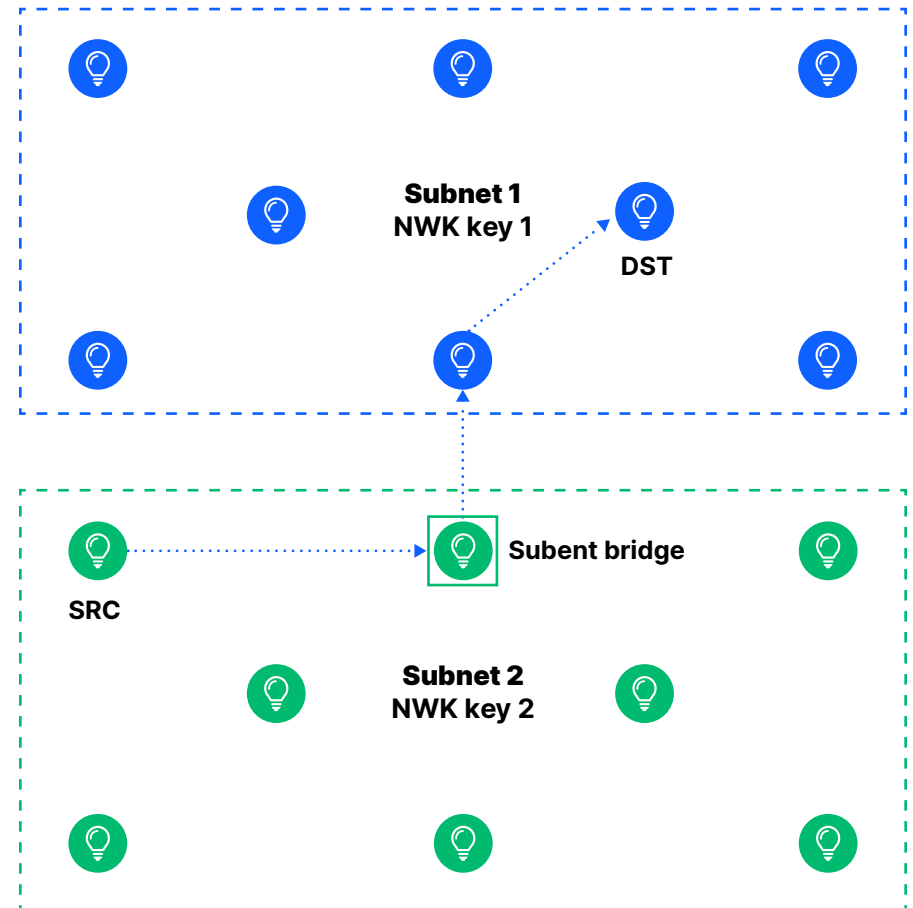 Subnet 1
NWK key 1
DST
Subent bridge
SRC
Subnet 2
NWK key 2